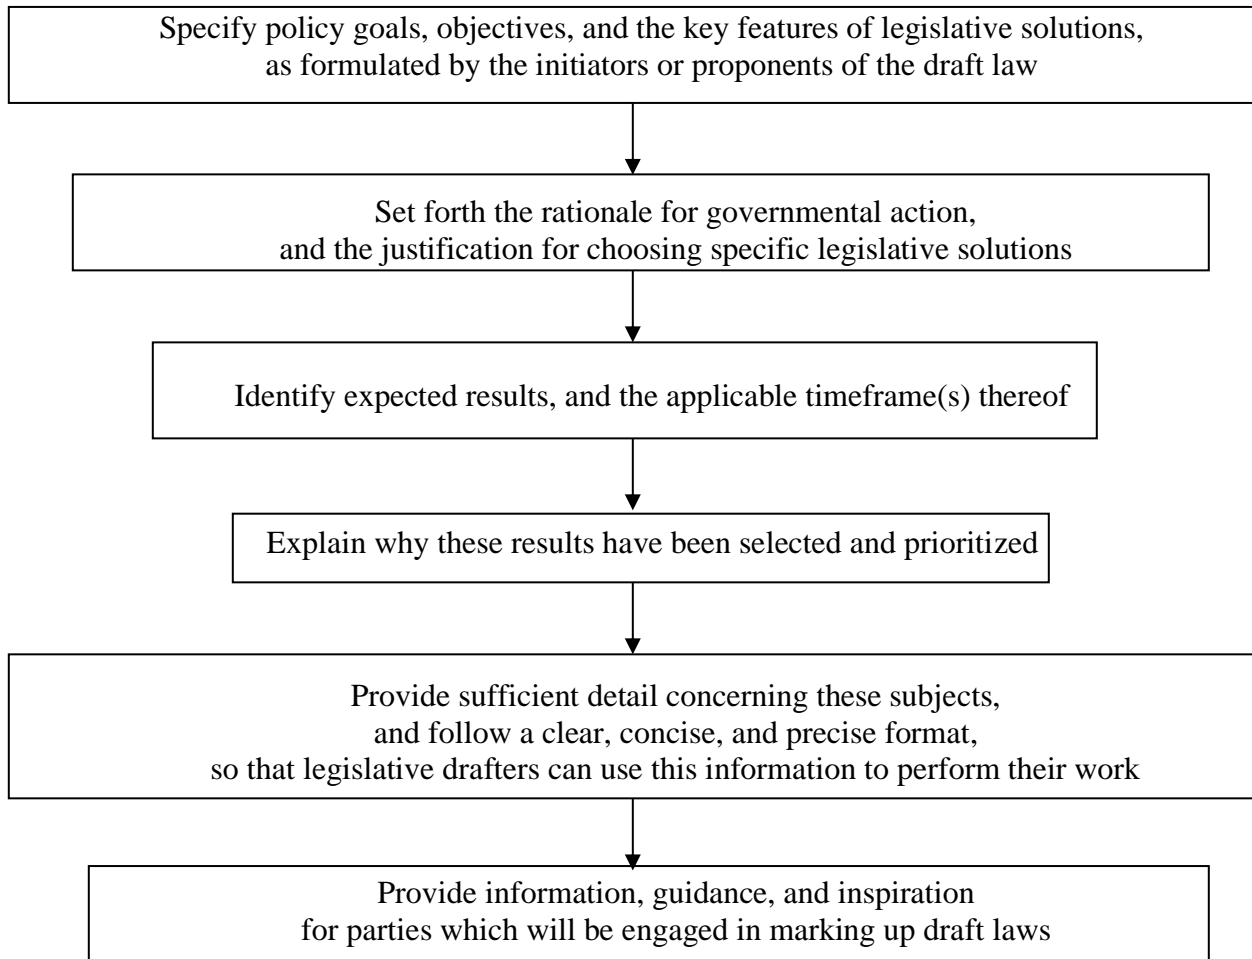 Specify policy goals, objectives, and the key features of legislative solutions,
as formulated by the initiators or proponents of the draft law
Set forth the rationale for governmental action,
and the justification for choosing specific legislative solutions
Identify expected results, and the applicable timeframe(s) thereof
Explain why these results have been selected and prioritized
Provide sufficient detail concerning these subjects,
and follow a clear, concise, and precise format,
so that legislative drafters can use this information to perform their work
Provide information, guidance, and inspiration
for parties which will be engaged in marking up draft laws